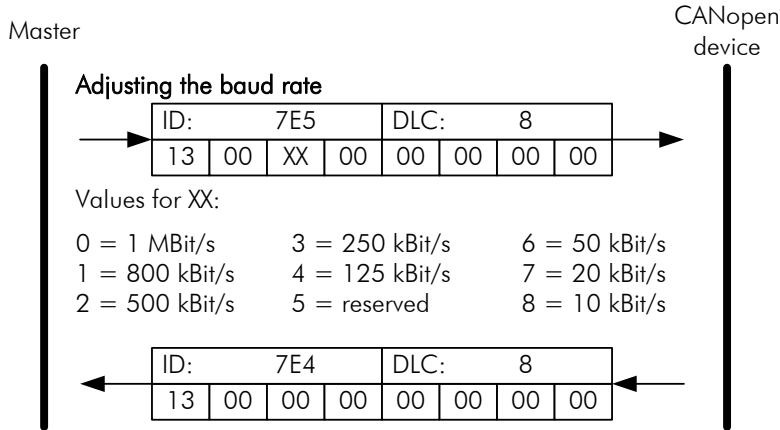 Master
CANopen
device
Adjusting the baud rate
ID: 7E5 DLC: 8
13 00 XX 00 00 00 00 00
Values for XX:
0 = 1 MBit/s 3 = 250 kBit/s 6 = 50 kBit/s
1 = 800 kBit/s 4 = 125 kBit/s 7 = 20 kBit/s
2 = 500 kBit/s 5 = reserved 8 = 10 kBit/s
ID: 7E4 DLC: 8
13 00 00 00 00 00 00 00